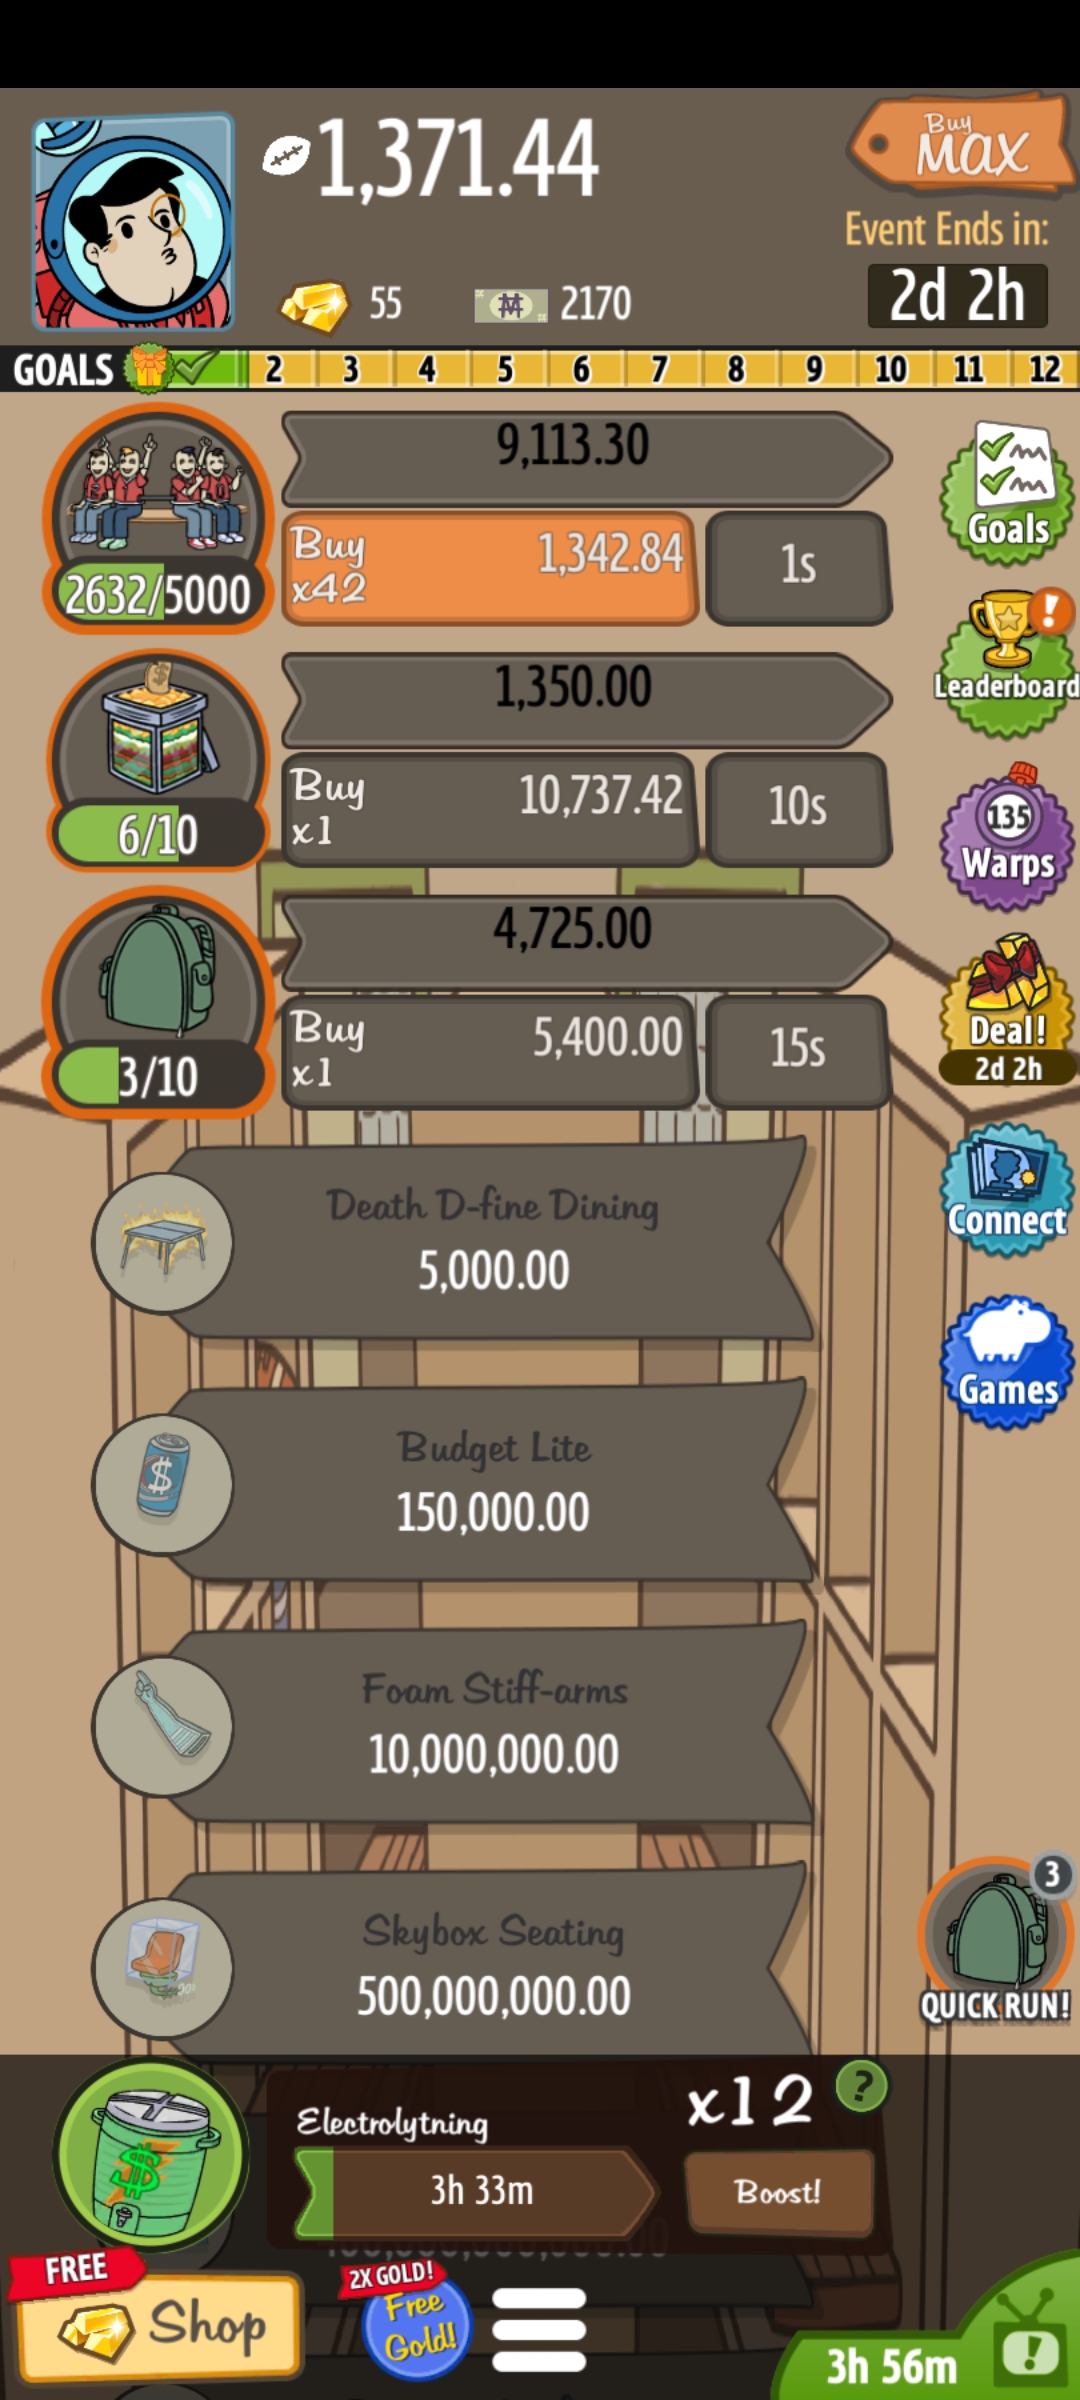 1,371.44
Buy
MAX
Event Ends in:
2d 2h
55
2170
GOALS 2 3 4 5 6 7 8 9 10 11 12
9,113.30
Buy
x42
1,342.84
1s
2632/5000
Goals
Leaderboard
1,350.00
Buy
x1
10,737.42
10s
6/10
135
Warps
4,725.00
Buy
x1
5,400.00
15s
3/10
Deal!
2d 2h
Death D-fine Dining
5,000.00
Connect
Games
Budget Lite
150,000.00
Foam Stiff-arms
10,000,000.00
Skybox Seating
500,000,000.00
3
QUICK RUN!
Electrolytning
3h 33m
x12
?
Boost!
FREE
Shop
2X GOLD!
Free
Gold!
3h 56m